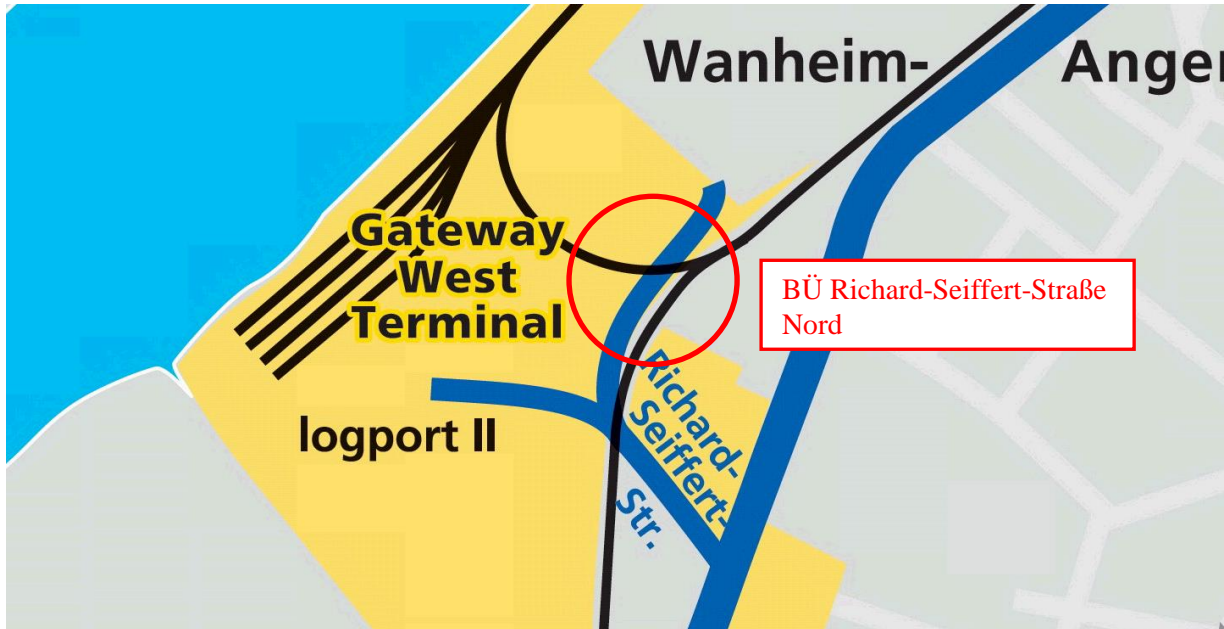 Wanheim-
Anger
Gateway
West
Terminal
BÜ Richard-Seiffert-Straße
Nord
logport II
Richard-
Seiffert-
Str.